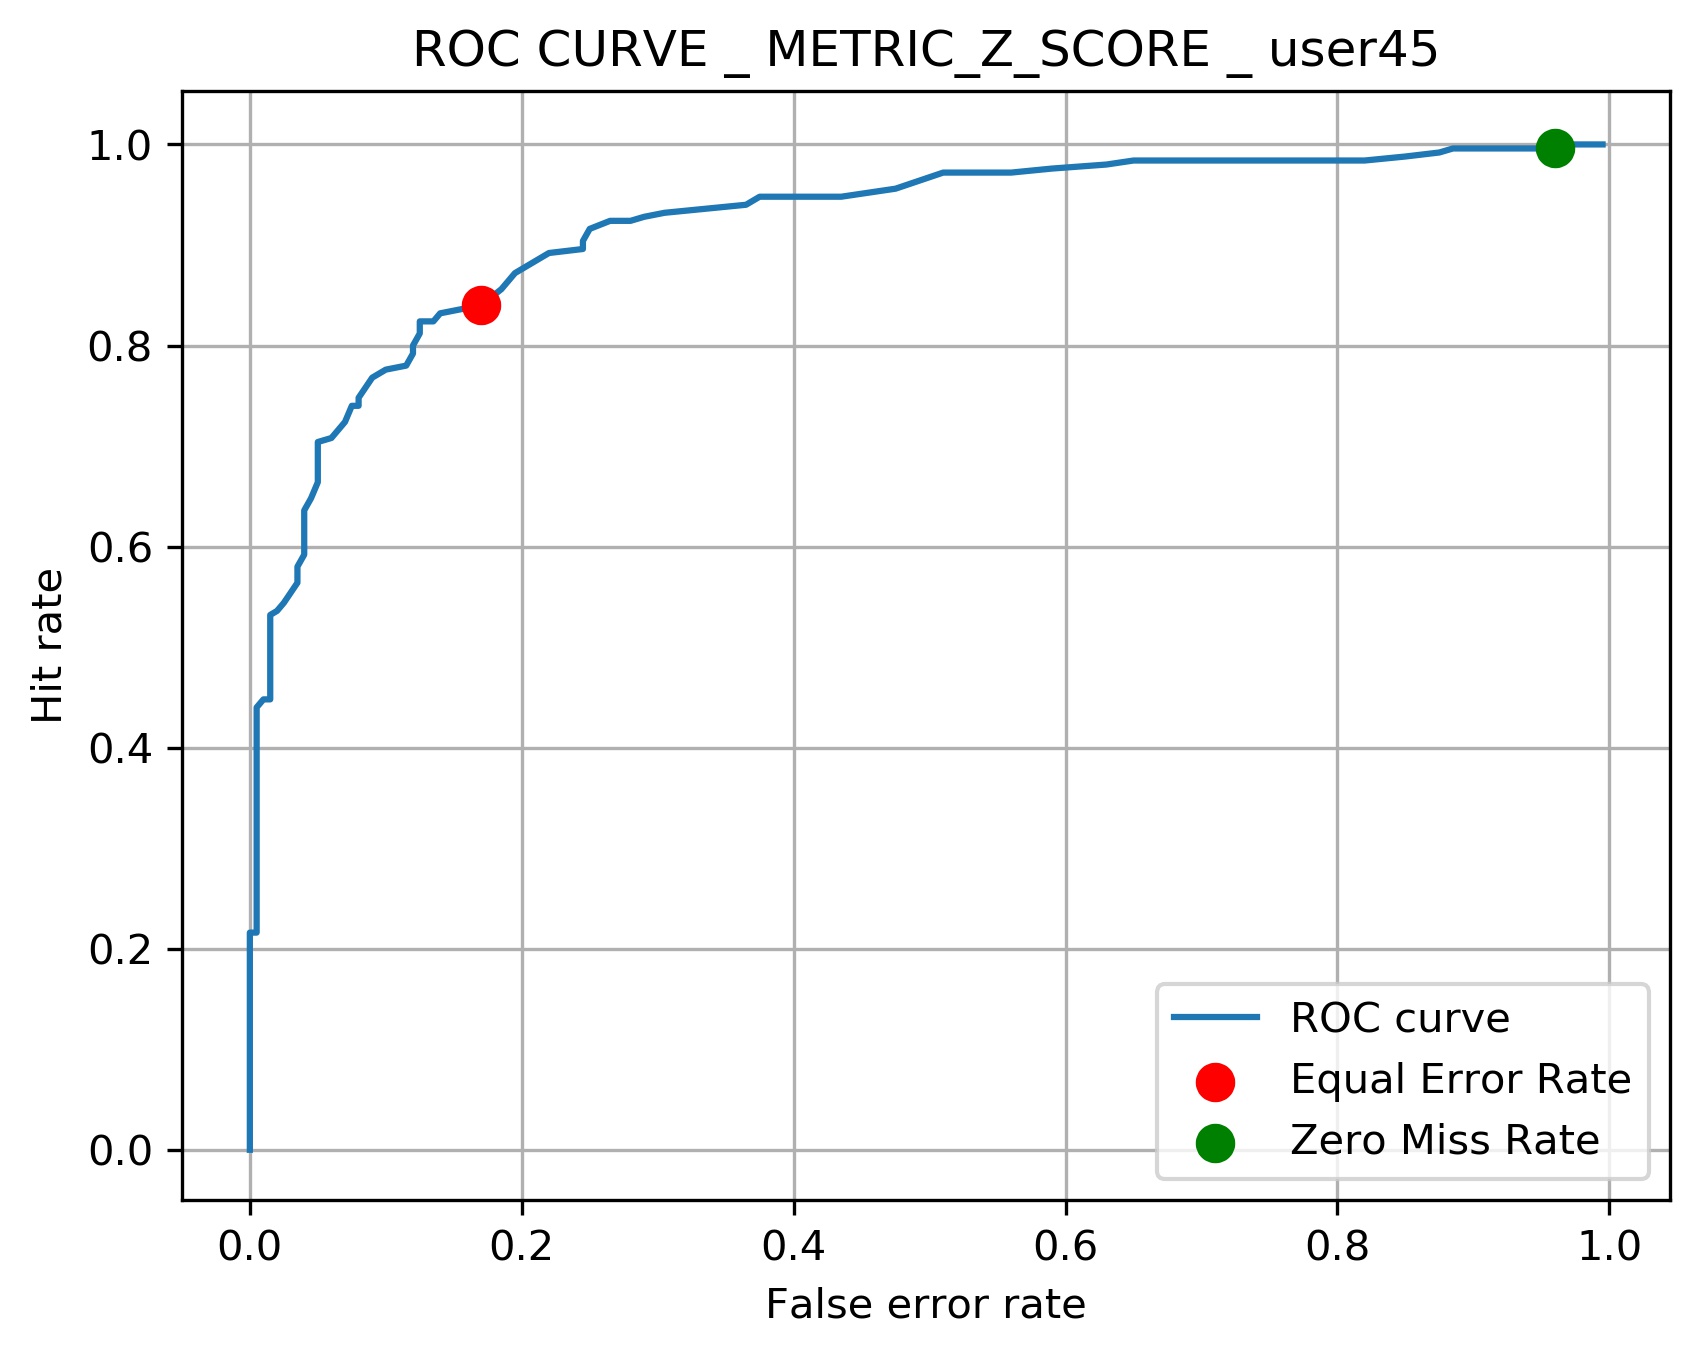 ROC CURVE _ METRIC_Z_SCORE _ user45
1.0
0.8
0.6
0.4
0.2
0.0
Hit rate
ROC curve
Equal Error Rate
Zero Miss Rate
0.0 0.2 0.4 0.6 0.8 1.0
False error rate